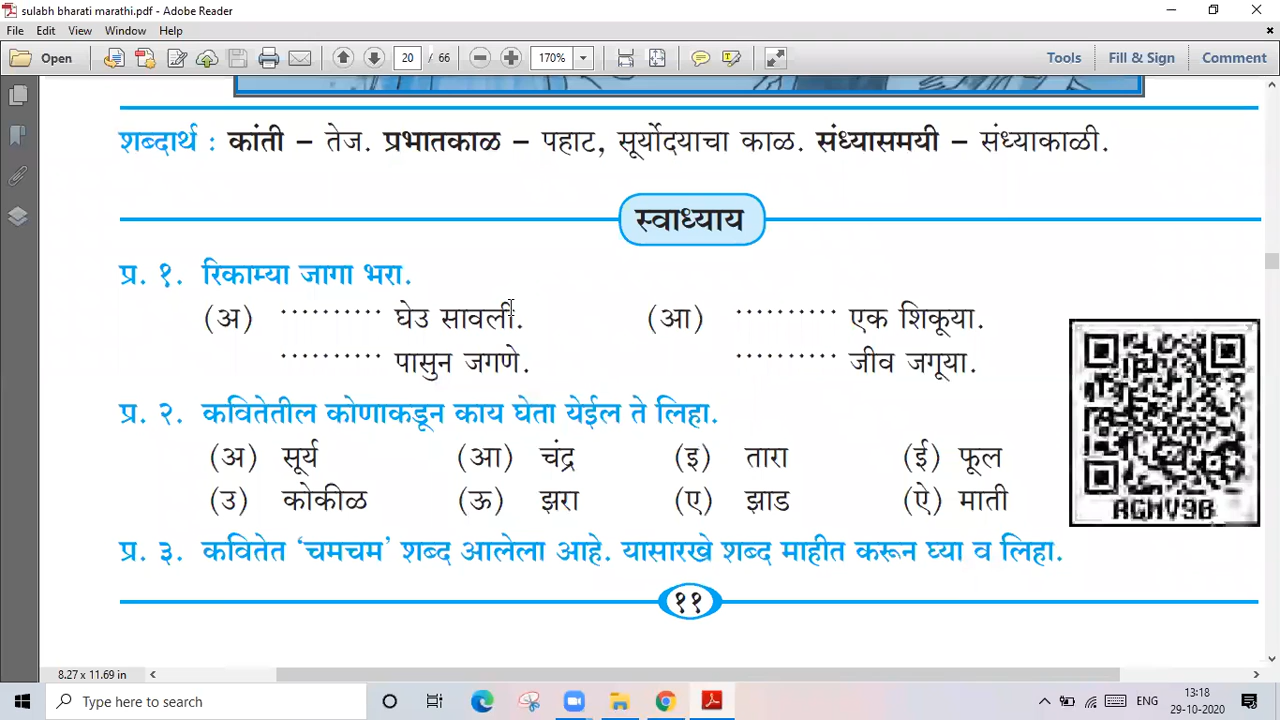 sulabh bharati marathi.pdf - Adobe Reader
File Edit View Window Help
Open 20 / 66 170% Tools Fill & Sign Comment
शब्दार्थ : कांती – तेज. प्रभातकाळ – पहाट, सूर्योदयाचा काळ. संध्यासमयी – संध्याकाळी.
स्वाध्याय
प्र. १. रिकाम्या जागा भरा.
(अ) ·········· घेउ सावली. (आ) ·········· एक शिकूया.
·········· पासुन जगणे. ·········· जीव जगूया.
प्र. २. कवितेतील कोणाकडून काय घेता येईल ते लिहा.
(अ) सूर्य (आ) चंद्र (इ) तारा (ई) फूल
(उ) कोकीळ (ऊ) झरा (ए) झाड (ऐ) माती
AGMV9B
प्र. ३. कवितेत ‘चमचम’ शब्द आलेला आहे. यासारखे शब्द माहीत करून घ्या व लिहा.
११
8.27 x 11.69 in
Type here to search ENG 13:18
29-10-2020